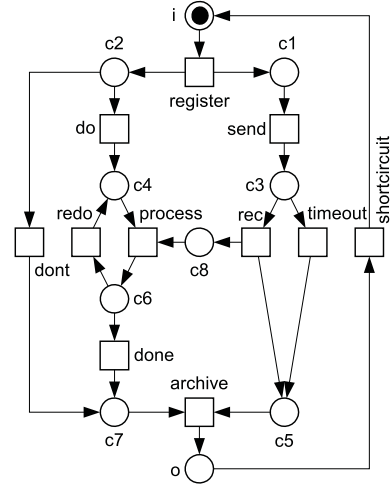 i
c2
c1
register
do
send
c4
c3
redo
process
rec
timeout
shortcircuit
dont
c8
c6
done
archive
c7
c5
o